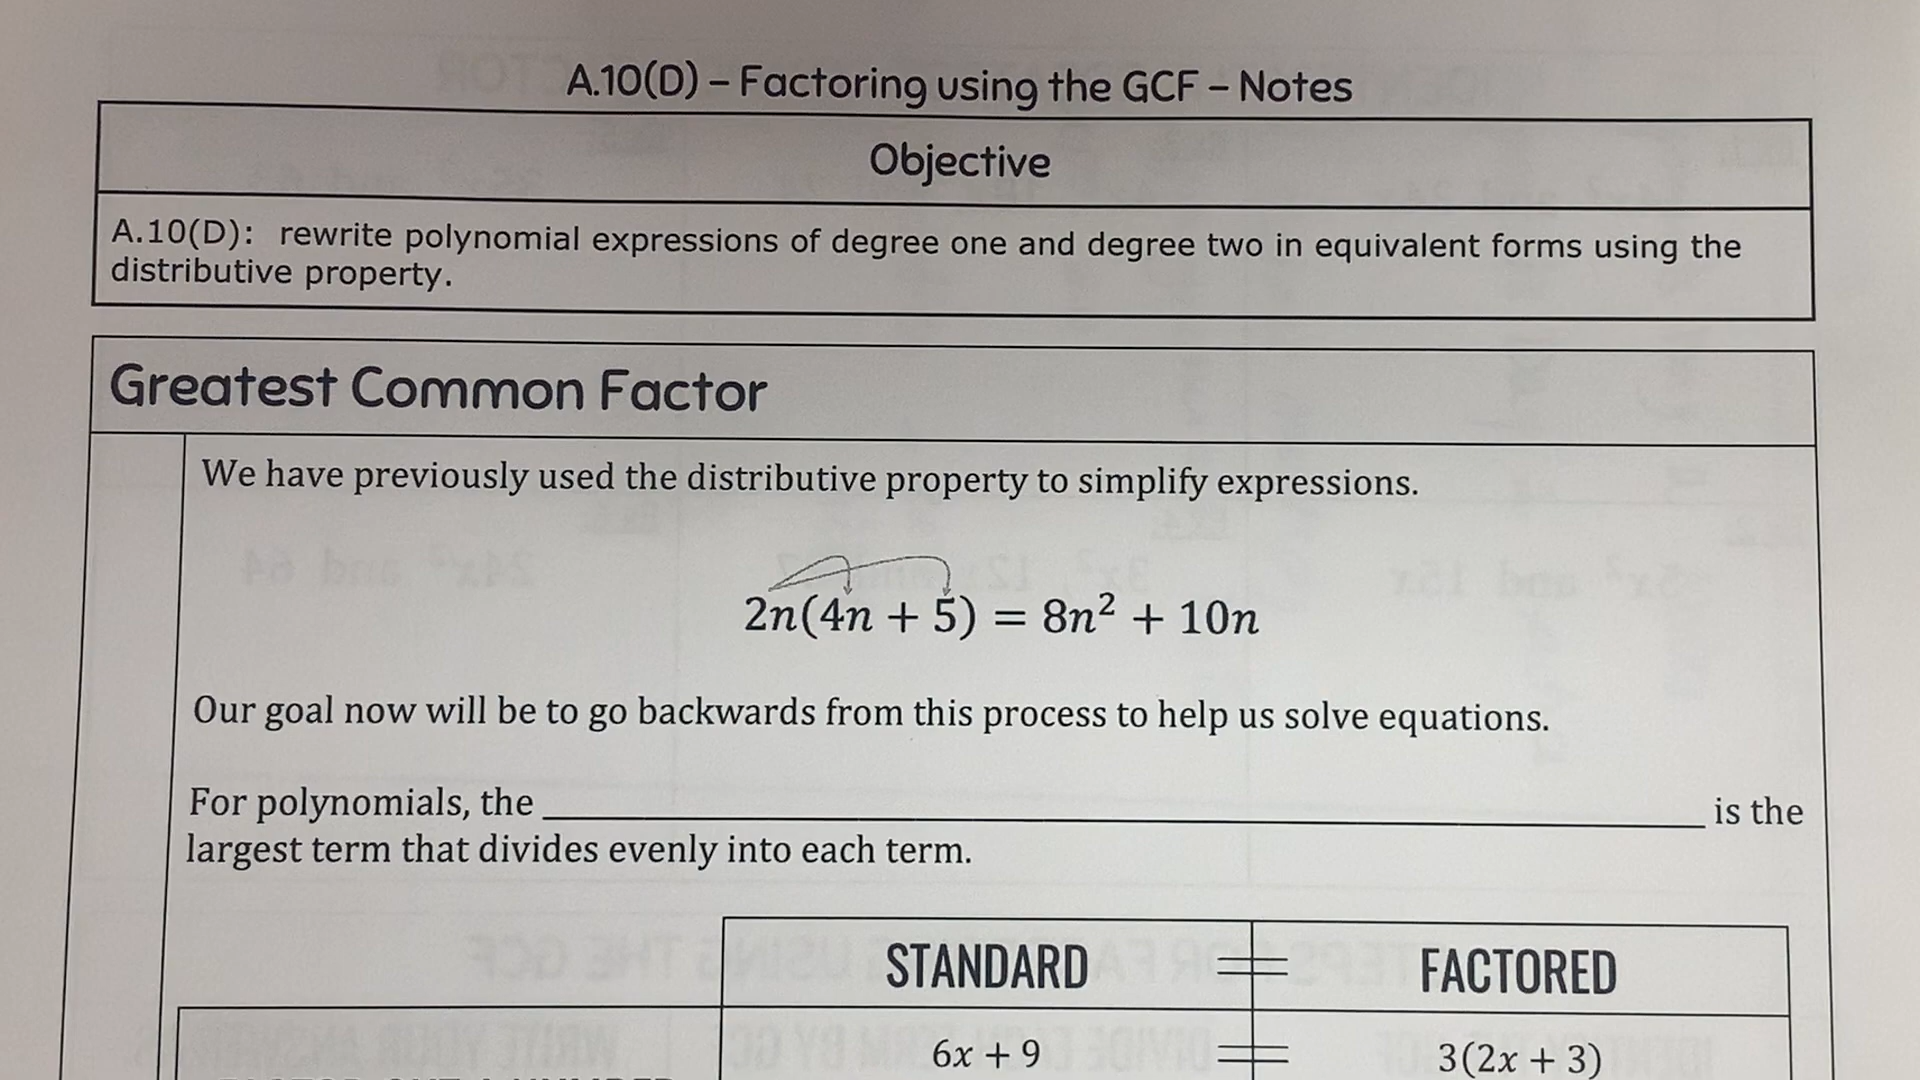 A.10(D) – Factoring using the GCF – Notes
Objective
A.10(D): rewrite polynomial expressions of degree one and degree two in equivalent forms using the
distributive property.
Greatest Common Factor
We have previously used the distributive property to simplify expressions.
2n(4n + 5) = 8n² + 10n
Our goal now will be to go backwards from this process to help us solve equations.
For polynomials, the ____ is the
largest term that divides evenly into each term.
STANDARD = FACTORED
6x + 9 = 3(2x + 3)